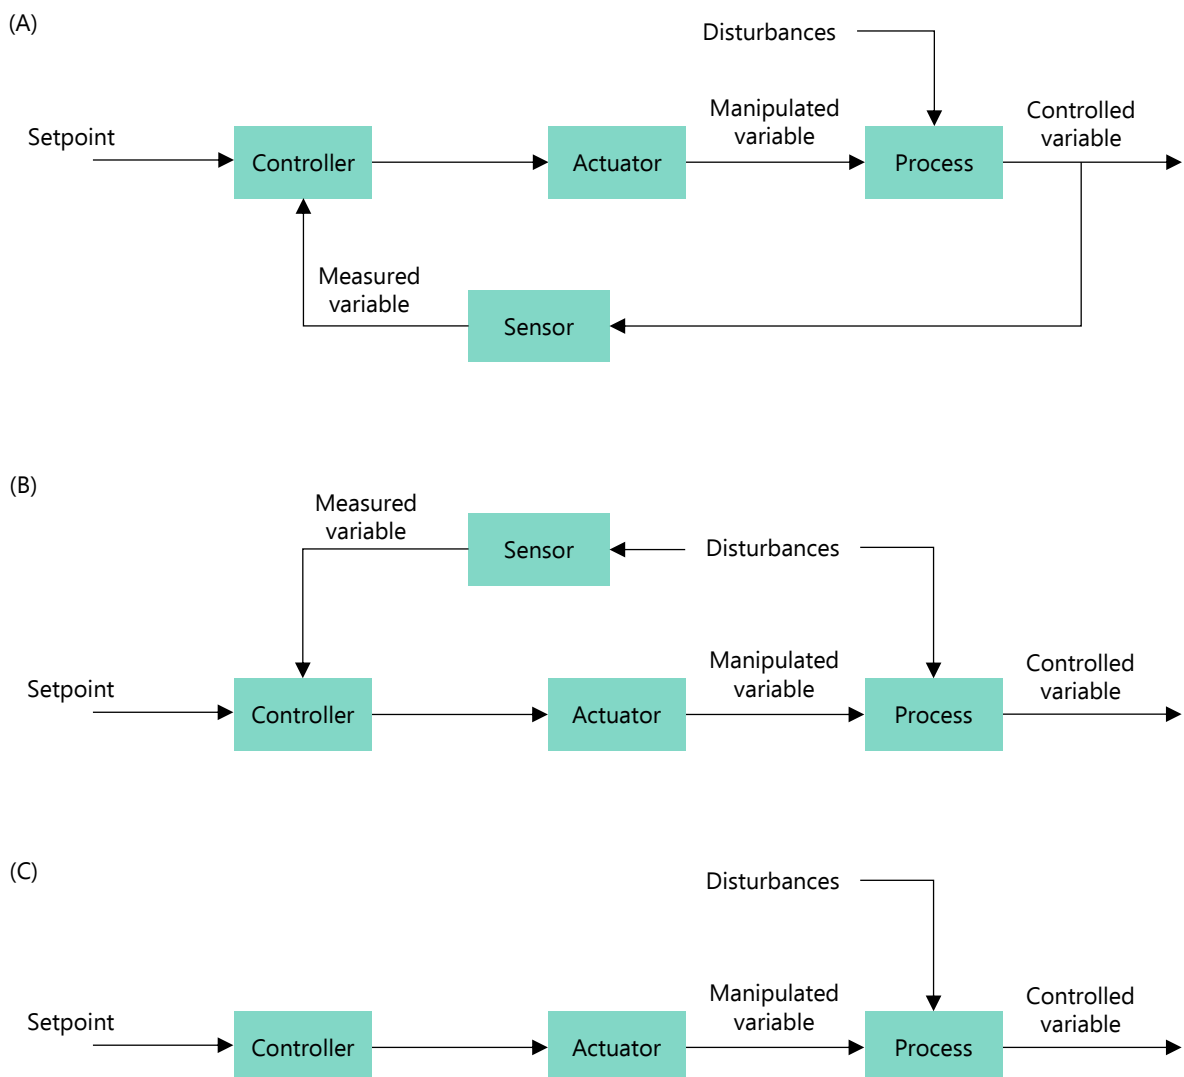 (A)
Disturbances
Manipulated
variable
Controlled
variable
Setpoint
Controller
Actuator
Process
Measured
variable
Sensor
(B)
Measured
variable
Sensor
Disturbances
Manipulated
variable
Controlled
variable
Setpoint
Controller
Actuator
Process
(C)
Disturbances
Manipulated
variable
Controlled
variable
Setpoint
Controller
Actuator
Process